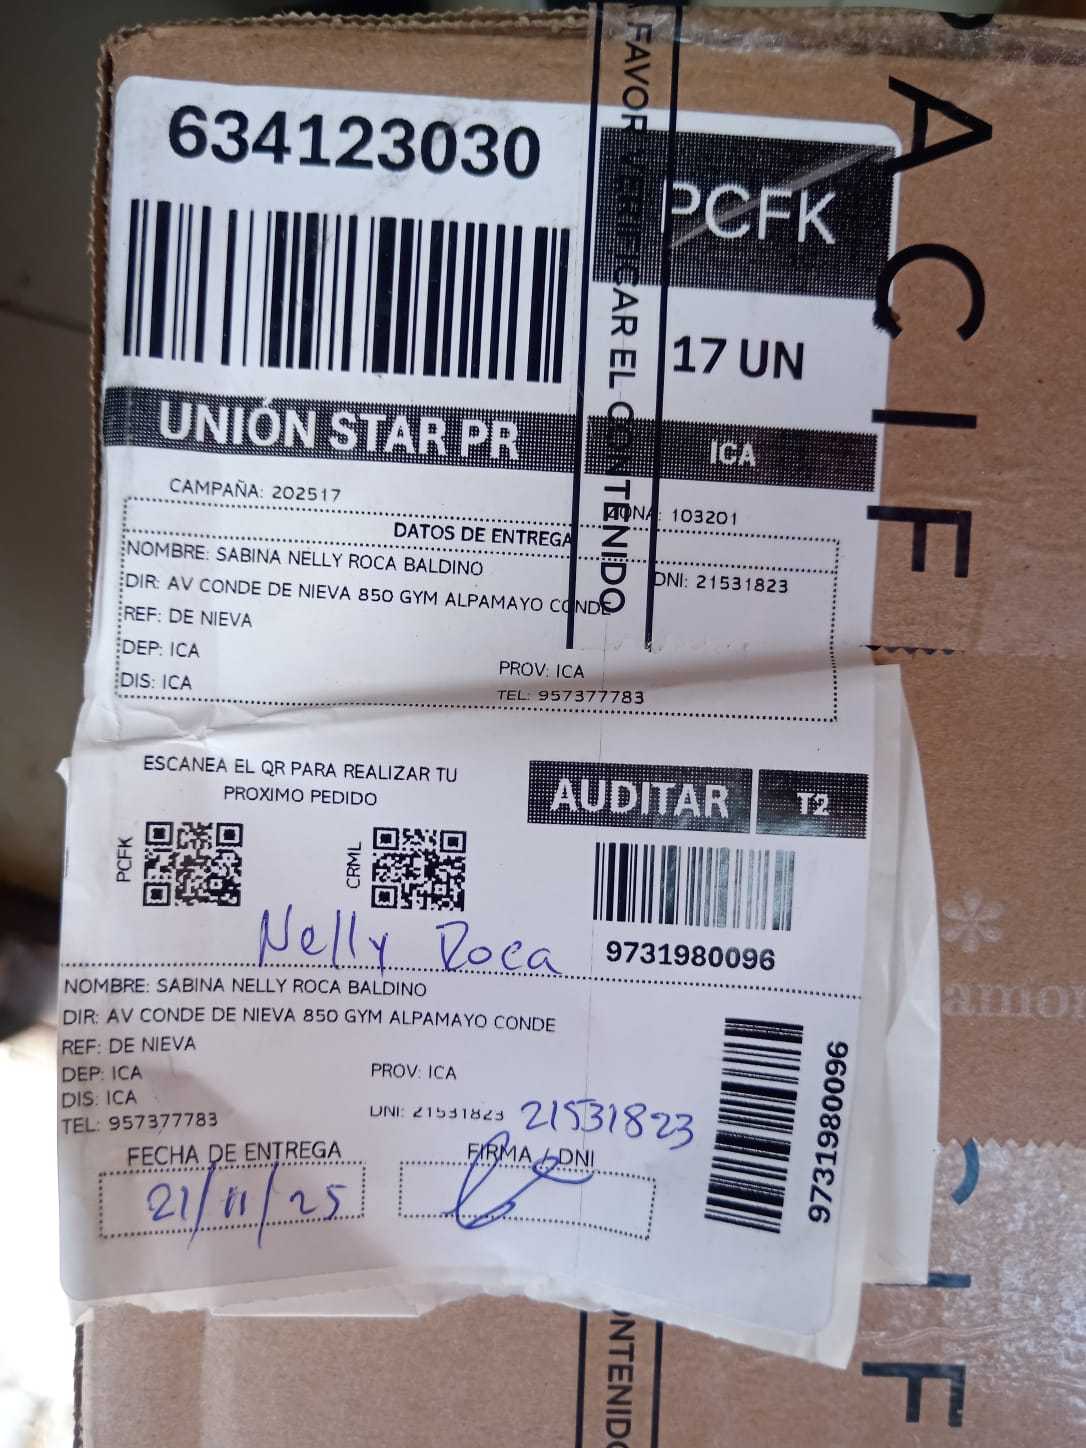 634123030
PCFK
17 UN
UNIÓN STAR PR
ICA
CAMPAÑA: 202517
ZONA: 103201
DATOS DE ENTREGA
NOMBRE: SABINA NELLY ROCA BALDINO
DNI: 21531823
DIR: AV CONDE DE NIEVA 850 GYM ALPAMAYO CONDE
REF: DE NIEVA
DEP: ICA
PROV: ICA
DIS: ICA
TEL: 957377783
FAVOR VERIFICAR EL CONTENIDO
PACIF
ESCANEA EL QR PARA REALIZAR TU
PROXIMO PEDIDO
AUDITAR
T2
PCFK
CRML
9731980096
Nelly Roca
NOMBRE: SABINA NELLY ROCA BALDINO
DIR: AV CONDE DE NIEVA 850 GYM ALPAMAYO CONDE
REF: DE NIEVA
DEP: ICA
PROV: ICA
DIS: ICA
TEL: 957377783
DNI: 21531823
21531823
9731980096
FECHA DE ENTREGA
FIRMA / DNI
21/11/25